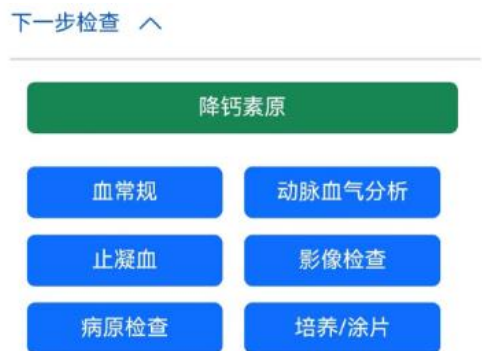 下一步检查
降钙素原
血常规
动脉血气分析
止凝血
影像检查
病原检查
培养/涂片